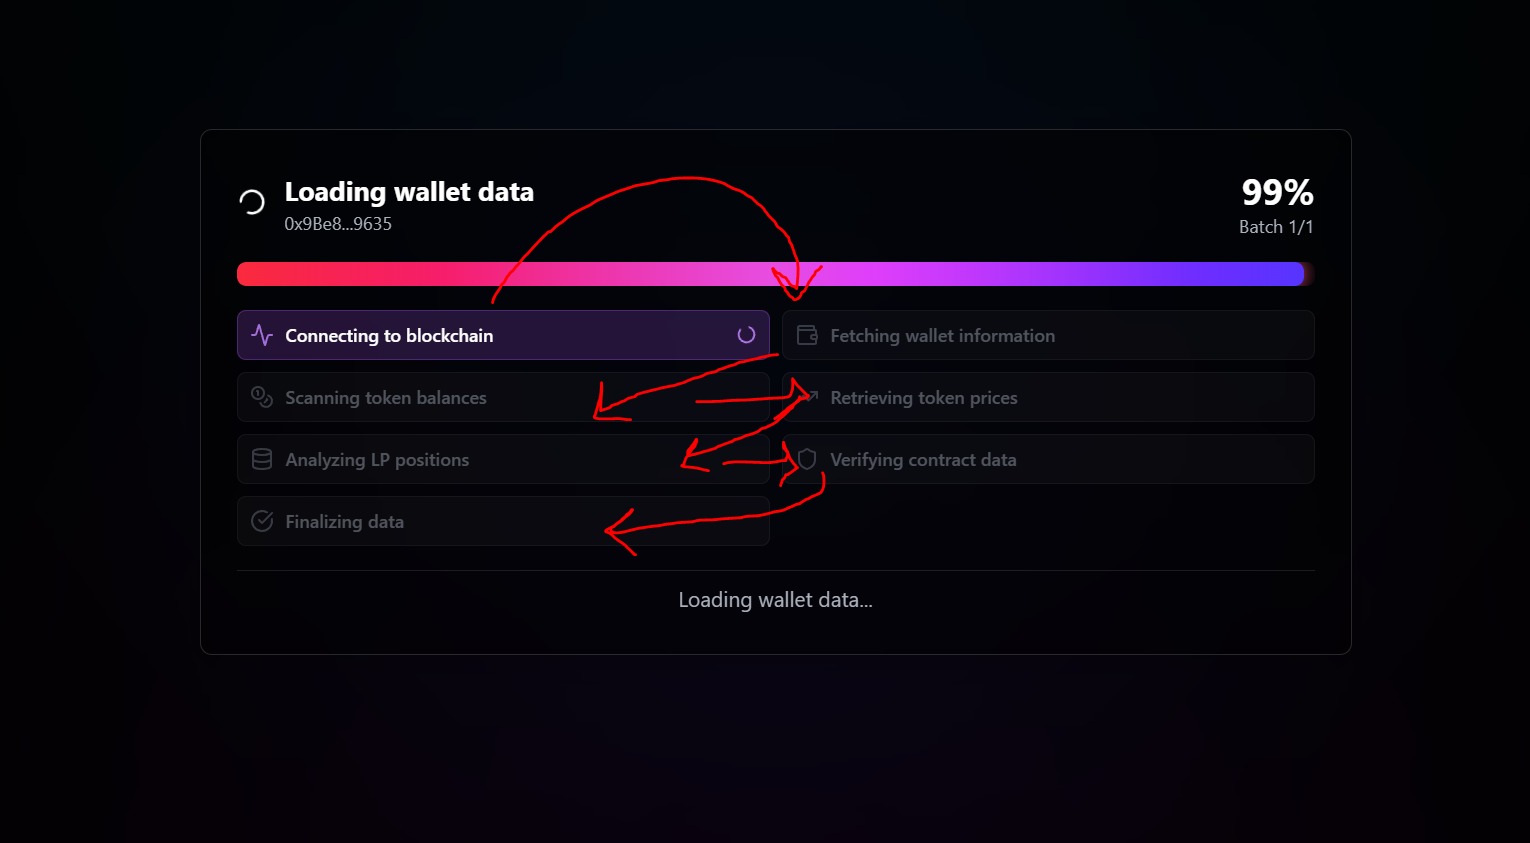 Loading wallet data
0x9Be8...9635
99%
Batch 1/1
Connecting to blockchain
Fetching wallet information
Scanning token balances
Retrieving token prices
Analyzing LP positions
Verifying contract data
Finalizing data
Loading wallet data...